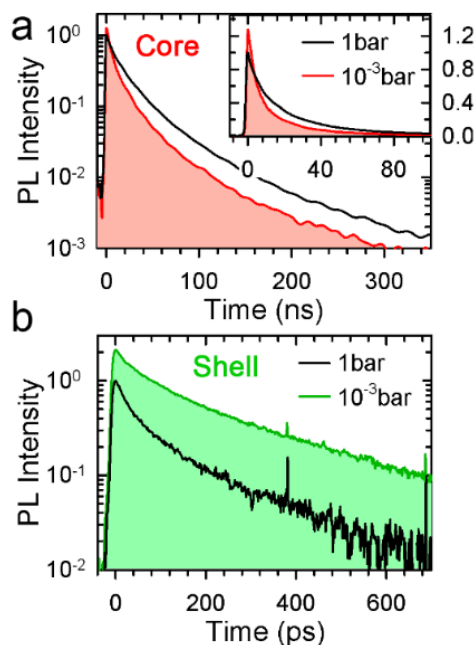 a
Core
1bar
10⁻³bar
PL Intensity
10⁰
10⁻¹
10⁻²
10⁻³
1.2
0.8
0.4
0.0
0 40 80
0 100 200 300
Time (ns)
b
Shell
1bar
10⁻³bar
PL Intensity
10⁰
10⁻¹
10⁻²
0 200 400 600
Time (ps)